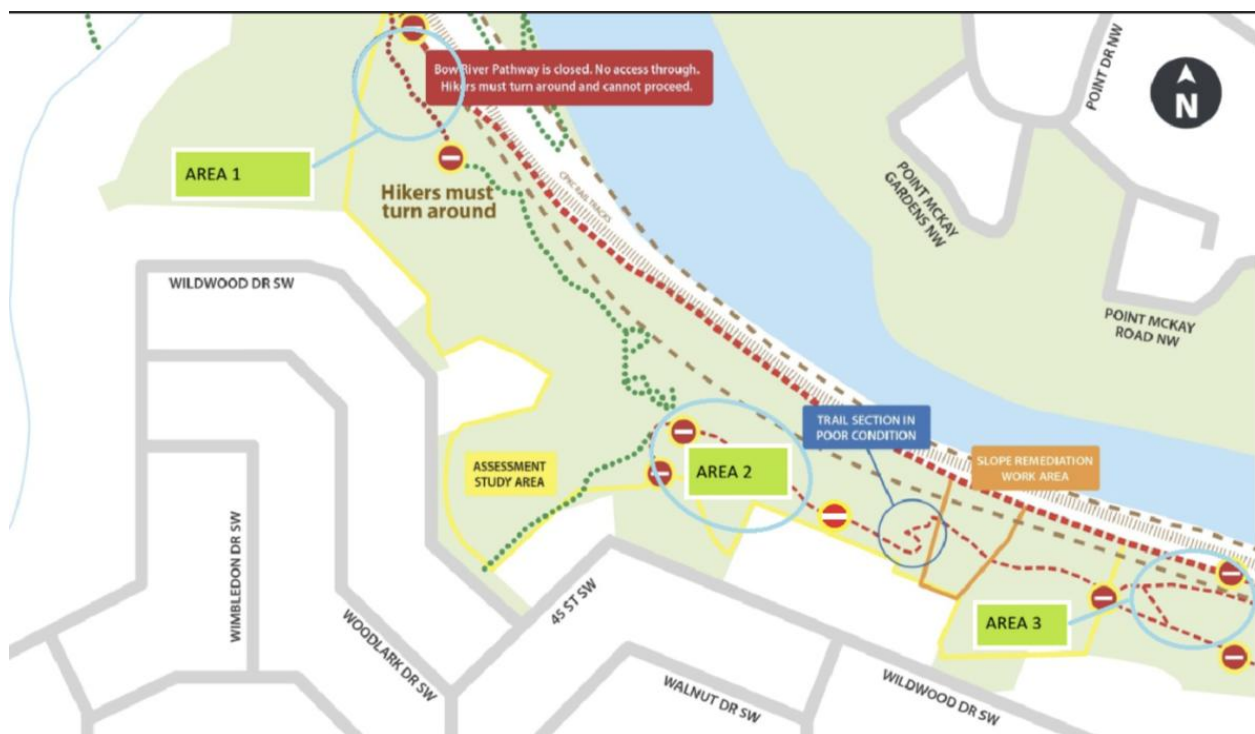 Bow River Pathway is closed. No access through.
Hikers must turn around and cannot proceed.
POINT DR NW
N
AREA 1
Hikers must
turn around
CPKC RAIL TRACKS
POINT MCKAY
GARDENS NW
WILDWOOD DR SW
POINT MCKAY
ROAD NW
TRAIL SECTION IN
POOR CONDITION
ASSESSMENT
STUDY AREA
AREA 2
SLOPE REMEDIATION
WORK AREA
WIMBLEDON DR SW
WOODLARK DR SW
45 ST SW
AREA 3
WALNUT DR SW
WILDWOOD DR SW